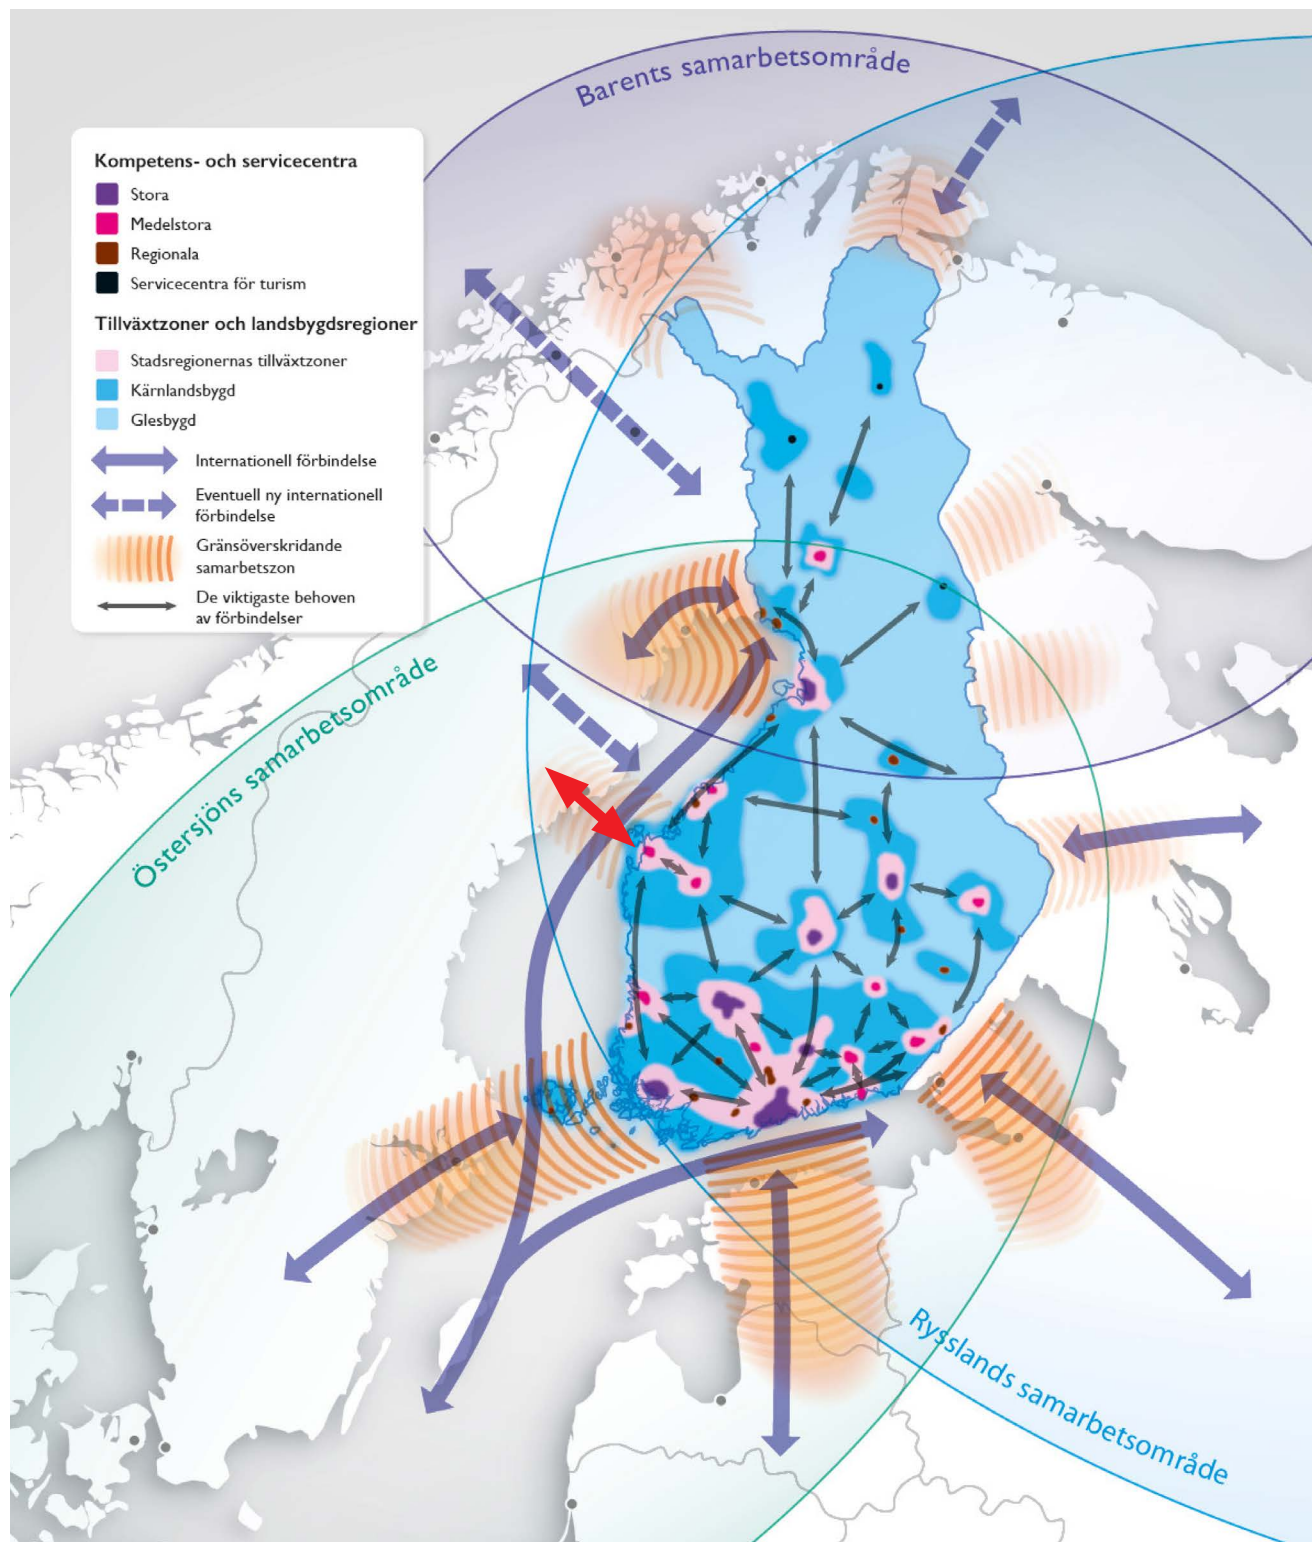 Barents samarbetsområde
Kompetens- och servicecentra
Stora
Medelstora
Regionala
Servicecentra för turism
Tillväxtzoner och landsbygdsregioner
Stadsregionernas tillväxtzoner
Kärnlandsbygd
Glesbygd
Internationell förbindelse
Eventuell ny internationell
förbindelse
Gränsöverskridande
samarbetszon
De viktigaste behoven
av förbindelser
Östersjöns samarbetsområde
Rysslands samarbetsområde